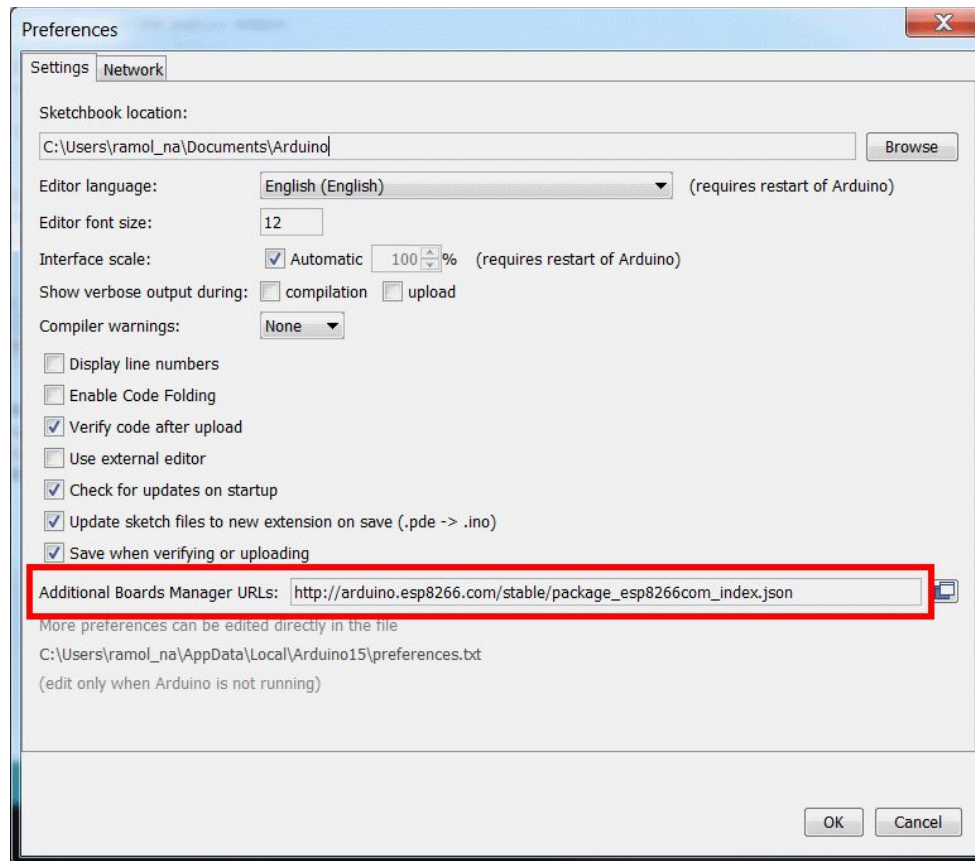 Preferences
Settings Network
Sketchbook location:
C:\Users\ramol_na\Documents\Arduino Browse
Editor language: English (English) (requires restart of Arduino)
Editor font size: 12
Interface scale: Automatic 100 % (requires restart of Arduino)
Show verbose output during: compilation upload
Compiler warnings: None
Display line numbers
Enable Code Folding
Verify code after upload
Use external editor
Check for updates on startup
Update sketch files to new extension on save (.pde -> .ino)
Save when verifying or uploading
Additional Boards Manager URLs: http://arduino.esp8266.com/stable/package_esp8266com_index.json
More preferences can be edited directly in the file
C:\Users\ramol_na\AppData\Local\Arduino15\preferences.txt
(edit only when Arduino is not running)
OK Cancel